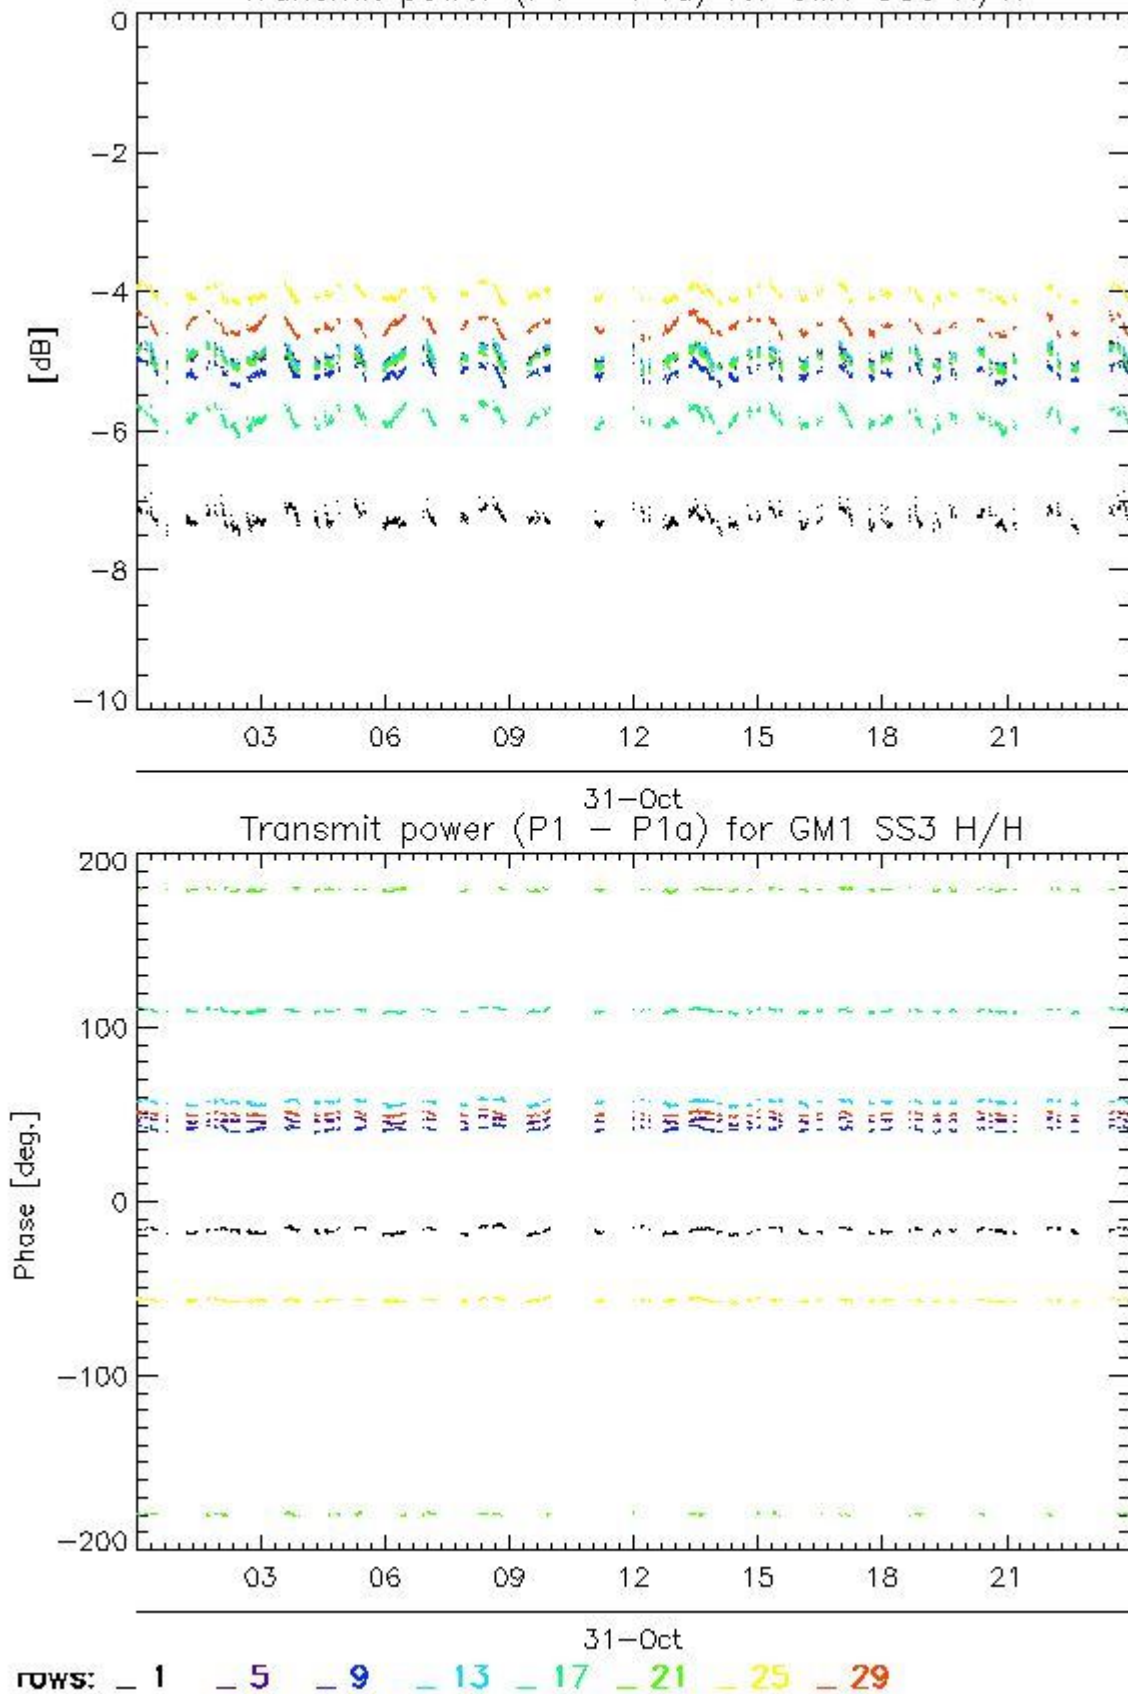 0
−2
−4
[dB]
−6
−8
−10
03 06 09 12 15 18 21
31−Oct
Transmit power (P1 − P1a) for GM1 SS3 H/H
200
100
Phase [deg.]
0
−100
−200
03 06 09 12 15 18 21
31−Oct
rows: _ 1 _ 5 _ 9 _ 13 _ 17 _ 21 _ 25 _ 29